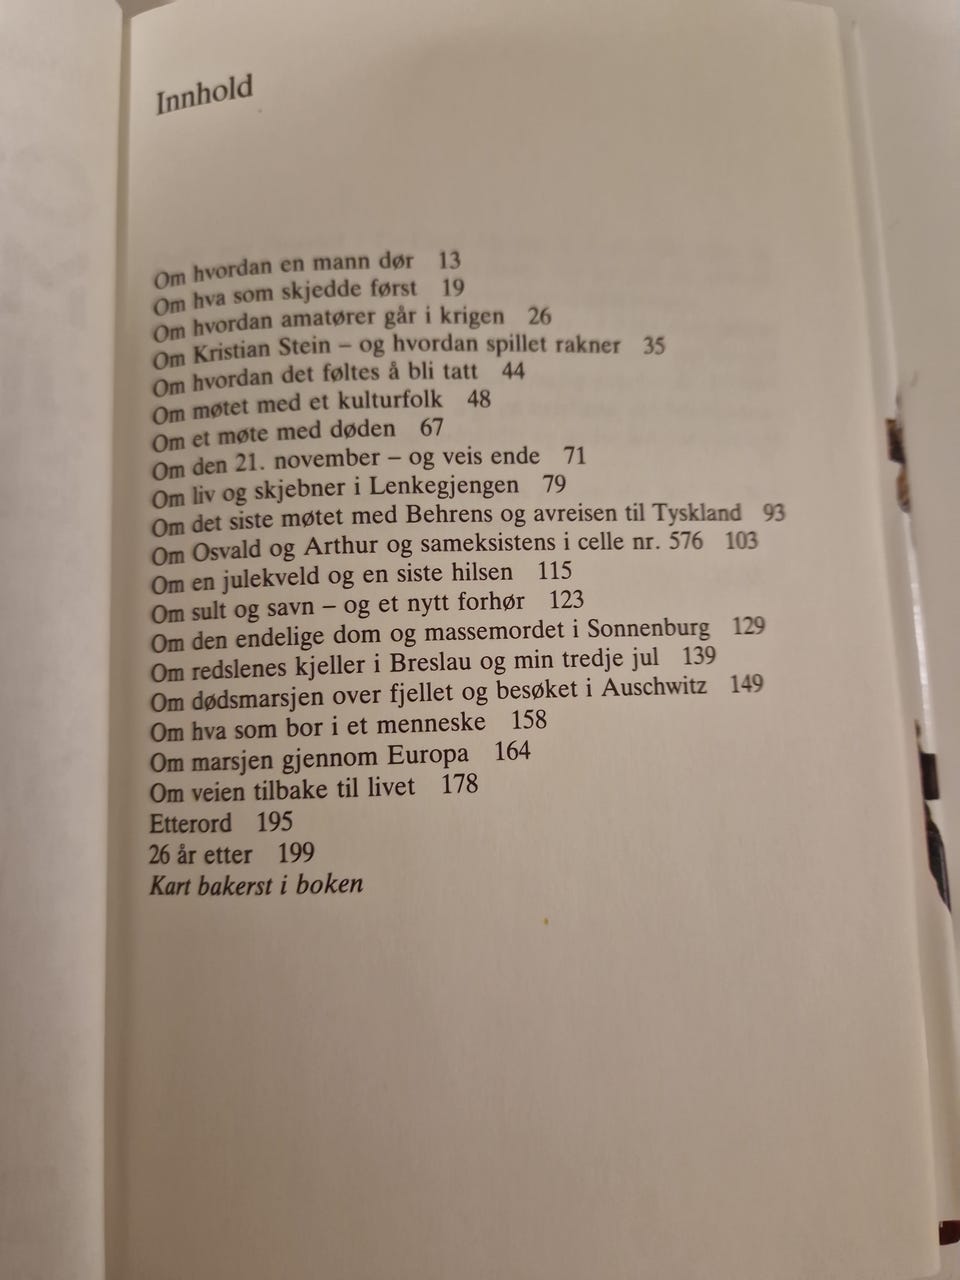 Innhold
Om hvordan en mann dør 13
Om hva som skjedde først 19
Om hvordan amatører går i krigen 26
Om Kristian Stein – og hvordan spillet rakner 35
Om hvordan det føltes å bli tatt 44
Om møtet med et kulturfolk 48
Om et møte med døden 67
Om den 21. november – og veis ende 71
Om liv og skjebner i Lenkegjengen 79
Om det siste møtet med Behrens og avreisen til Tyskland 93
Om Osvald og Arthur og sameksistens i celle nr. 576 103
Om en julekveld og en siste hilsen 115
Om sult og savn – og et nytt forhør 123
Om den endelige dom og massemordet i Sonnenburg 129
Om redslenes kjeller i Breslau og min tredje jul 139
Om dødsmarsjen over fjellet og besøket i Auschwitz 149
Om hva som bor i et menneske 158
Om marsjen gjennom Europa 164
Om veien tilbake til livet 178
Etterord 195
26 år etter 199
Kart bakerst i boken